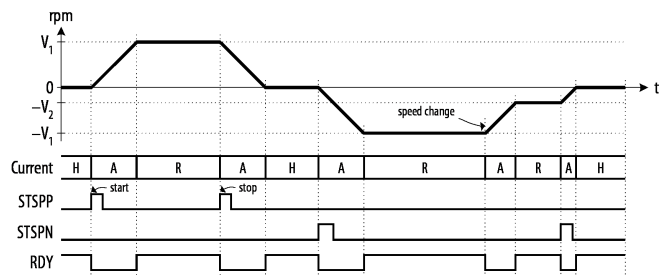 rpm
V1
0
t
−V2
speed change
−V1
Current H A R A H A R A R A H
start stop
STSPP
STSPN
RDY